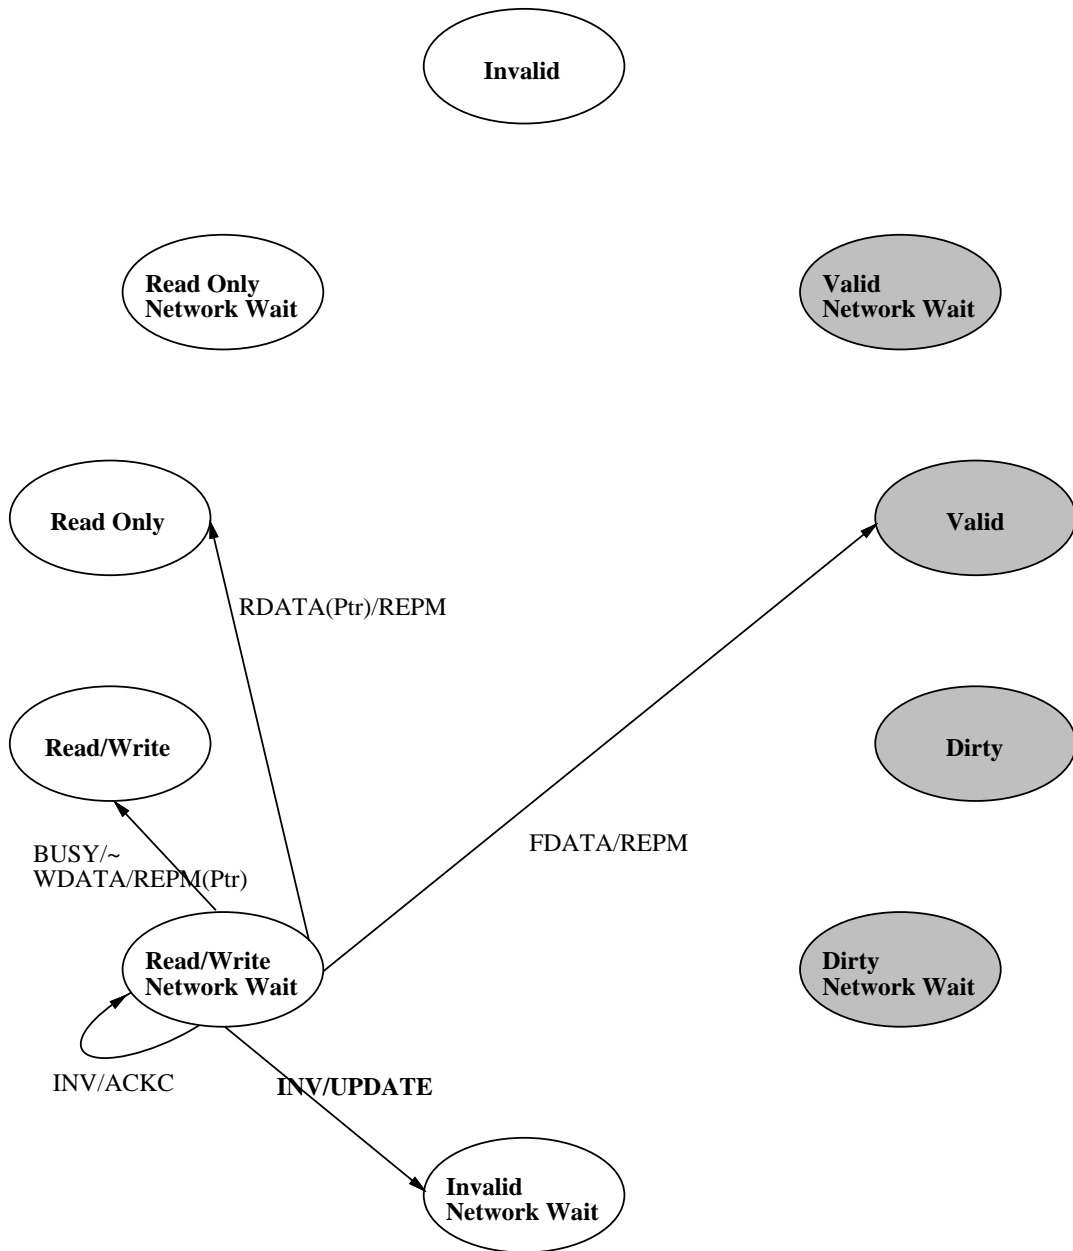 Invalid
Read Only
Network Wait
Valid
Network Wait
Read Only
Valid
RDATA(Ptr)/REPM
Read/Write
Dirty
FDATA/REPM
BUSY/~
WDATA/REPM(Ptr)
Read/Write
Network Wait
Dirty
Network Wait
INV/ACKC
INV/UPDATE
Invalid
Network Wait